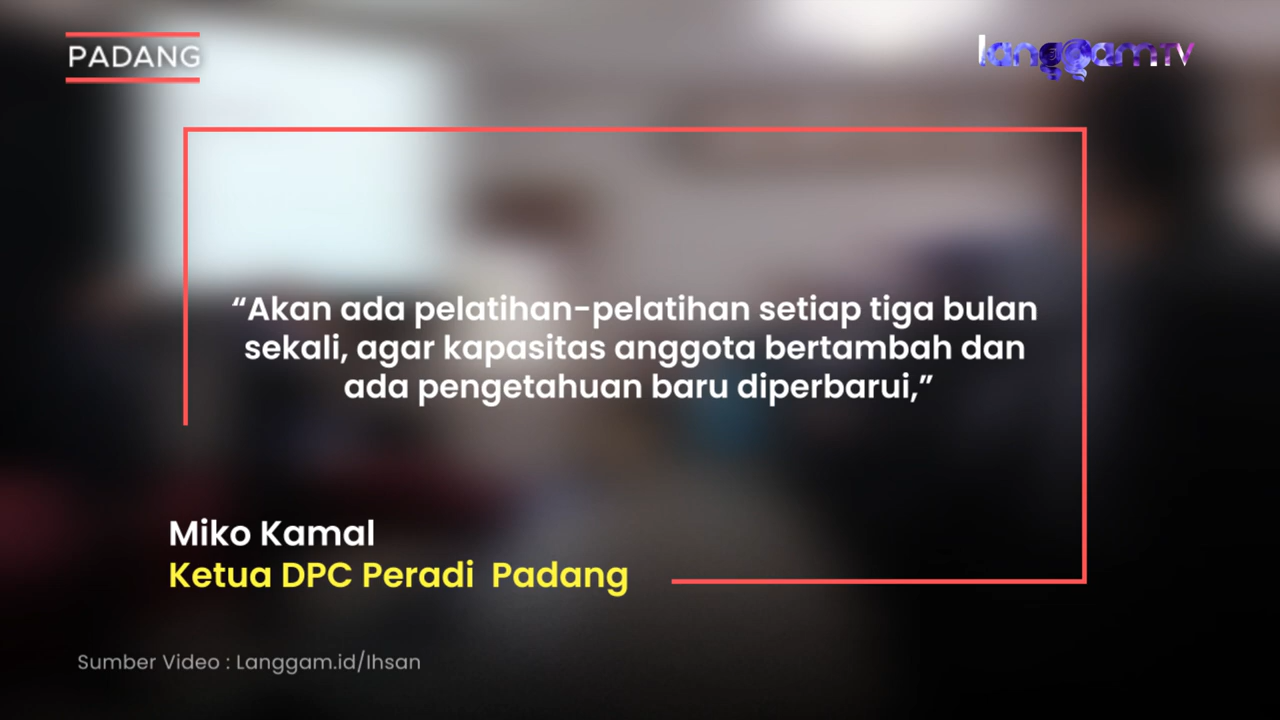 PADANG
langgamTV
“Akan ada pelatihan-pelatihan setiap tiga bulan
sekali, agar kapasitas anggota bertambah dan
ada pengetahuan baru diperbarui,”
Miko Kamal
Ketua DPC Peradi  Padang
Sumber Video : Langgam.id/Ihsan